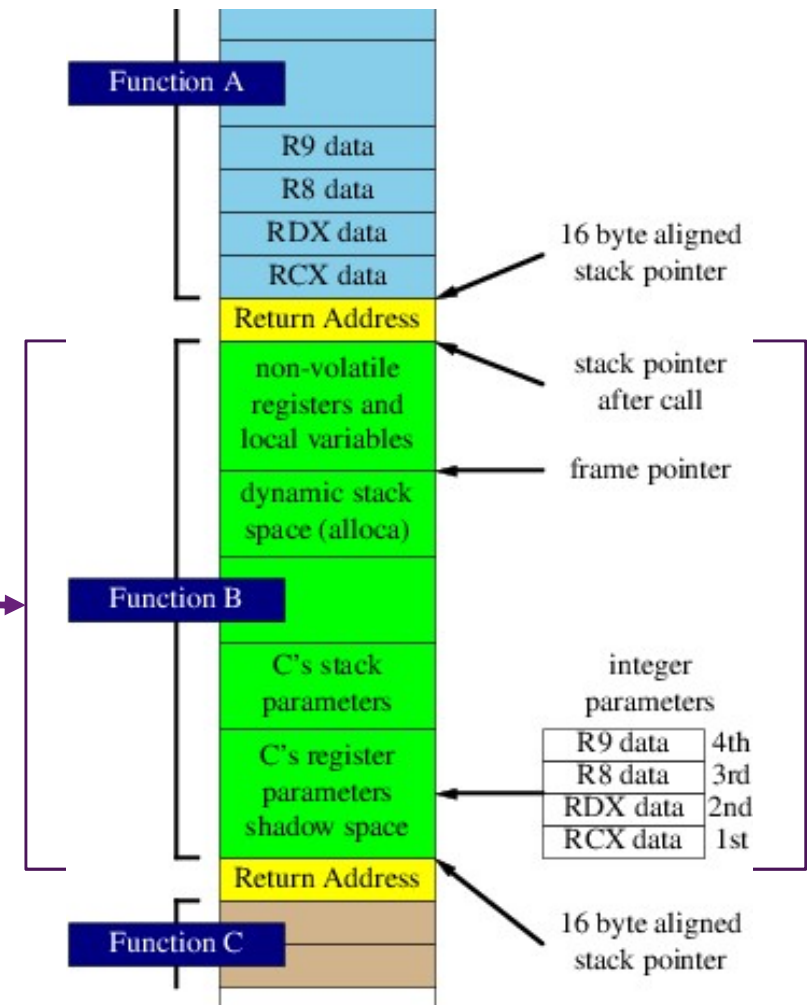 Function A
R9 data
R8 data
RDX data
RCX data
16 byte aligned
stack pointer
Return Address
non-volatile
registers and
local variables
stack pointer
after call
frame pointer
dynamic stack
space (alloca)
Function B
C's stack
parameters
integer
parameters
C's register
parameters
shadow space
R9 data 4th
R8 data 3rd
RDX data 2nd
RCX data 1st
Return Address
Function C
16 byte aligned
stack pointer